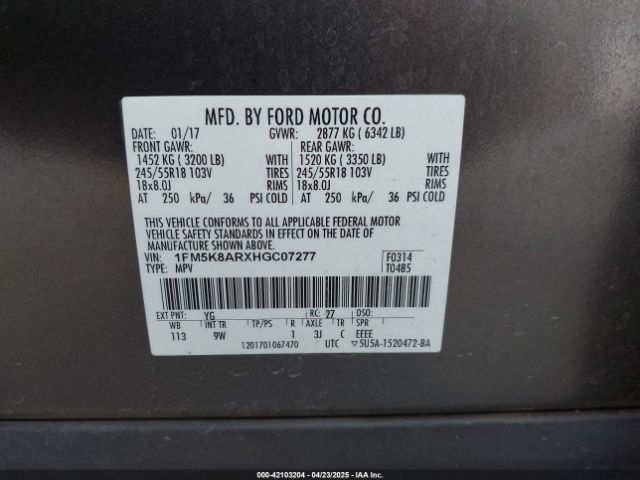 MFD. BY FORD MOTOR CO.
DATE: 01/17 GVWR: 2877 KG ( 6342 LB)
FRONT GAWR: REAR GAWR:
1452 KG ( 3200 LB) WITH 1520 KG ( 3350 LB) WITH
245/55R18 103V TIRES 245/55R18 103V TIRES
18x8.0J RIMS 18x8.0J RIMS
AT 250 kPa/ 36 PSI COLD AT 250 kPa/ 36 PSI COLD
THIS VEHICLE CONFORMS TO ALL APPLICABLE FEDERAL MOTOR
VEHICLE SAFETY STANDARDS IN EFFECT ON THE DATE OF
MANUFACTURE SHOWN ABOVE.
VIN: 1FM5K8ARXHGC07277 F0314
TYPE: MPV T0485
EXT PNT: YG RC: 27 DSO:
WB INT TR TP/PS R AXLE TR SPR
113 9W 1 3J C EEEE
1201701067470 UTC ▽5U5A-1520472-BA
000-42103204 - 04/23/2025 - IAAI.com